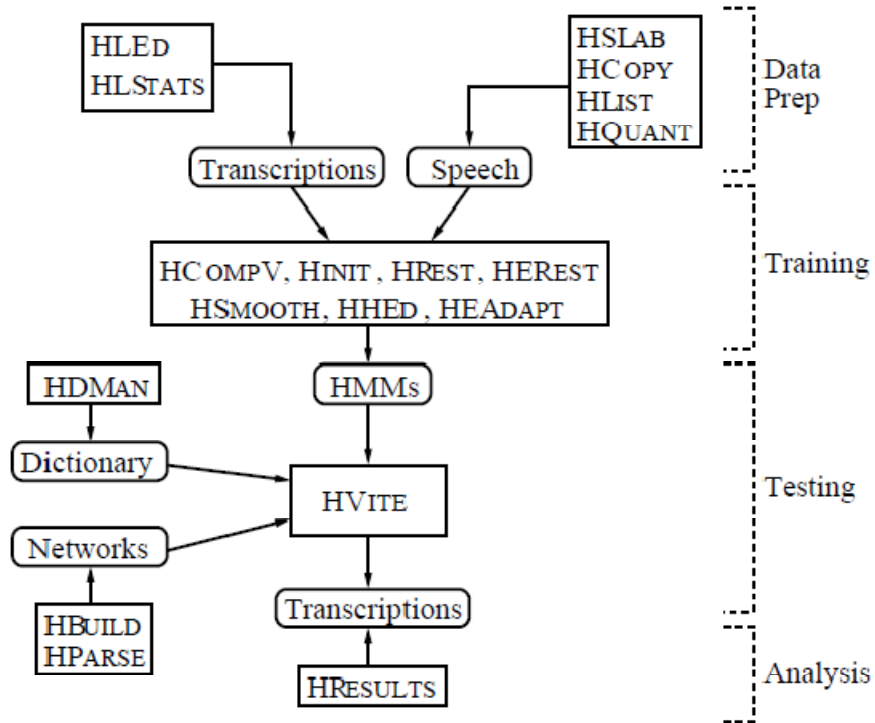 HLED
HLSTATS
HSLAB
HCOPY
HLIST
HQUANT
Data
Prep
Transcriptions
Speech
HCOMPV, HINIT, HREST, HEREST
HSMOOTH, HHED, HEADAPT
Training
HDMAN
HMMs
Dictionary
HVITE
Testing
Networks
Transcriptions
HBUILD
HPARSE
HRESULTS
Analysis